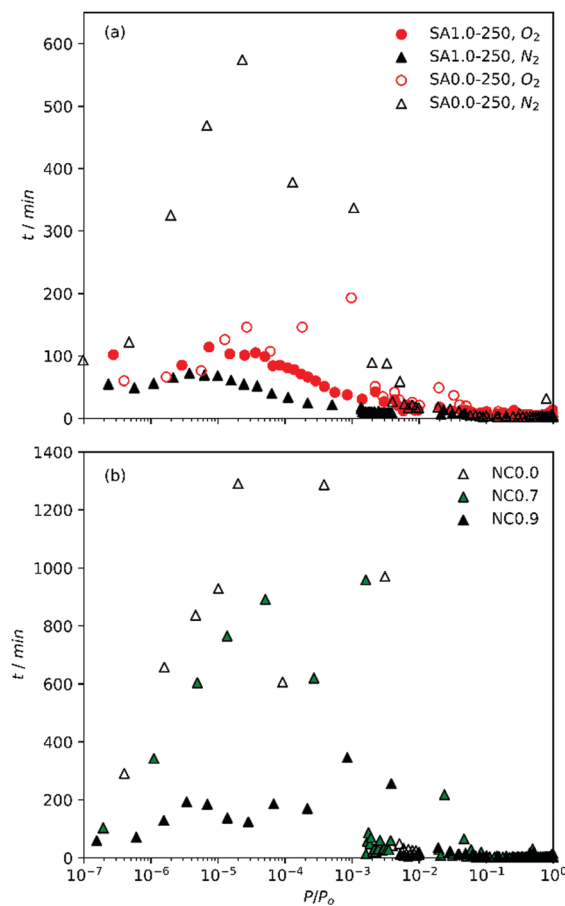 (a)
SA1.0-250, O₂
SA1.0-250, N₂
SA0.0-250, O₂
SA0.0-250, N₂
600
500
400
300
200
100
0
t / min
(b)
NC0.0
NC0.7
NC0.9
1400
1200
1000
800
600
400
200
0
t / min
10⁻⁷ 10⁻⁶ 10⁻⁵ 10⁻⁴ 10⁻³ 10⁻² 10⁻¹ 10⁰
P/Pₒ